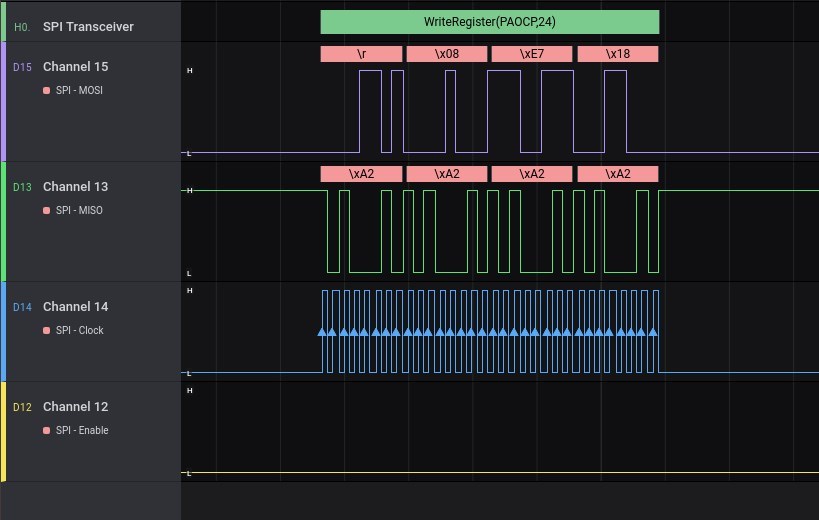 H0. SPI Transceiver
WriteRegister(PAOCP,24)
D15 Channel 15
SPI - MOSI
\r \x08 \xE7 \x18
H
L
D13 Channel 13
SPI - MISO
\xA2 \xA2 \xA2 \xA2
H
L
D14 Channel 14
SPI - Clock
H
L
D12 Channel 12
SPI - Enable
H
L